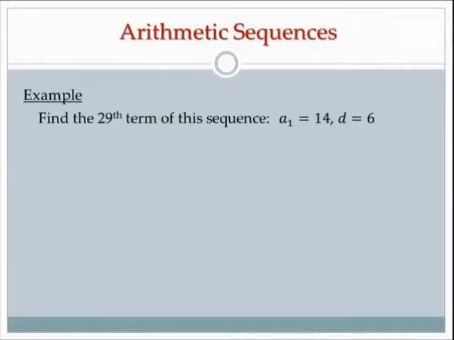 Arithmetic Sequences
Example
Find the 29th term of this sequence: a₁ = 14, d = 6